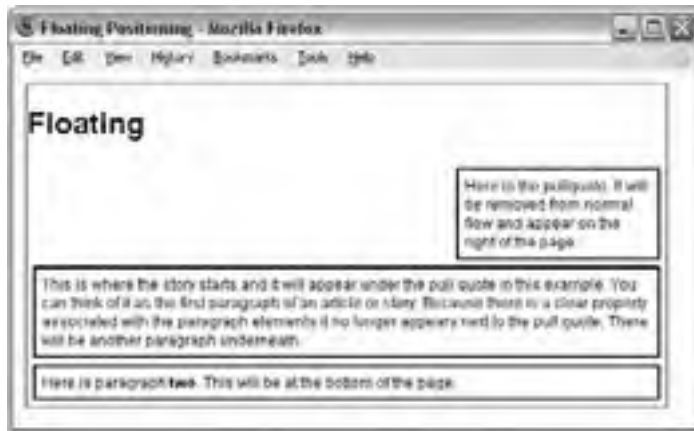 Floating Positioning - Mozilla Firefox
File Edit View History Bookmarks Tools Help
Floating
Here is the pullquote. It will
be removed from normal
flow and appear on the
right of the page.
This is where the story starts and it will appear under the pull quote in this example. You
can think of it as the first paragraph of an article or story. Because there is a clear property
associated with the paragraph elements it no longer appears next to the pull quote. There
will be another paragraph underneath.
Here is paragraph two. This will be at the bottom of the page.